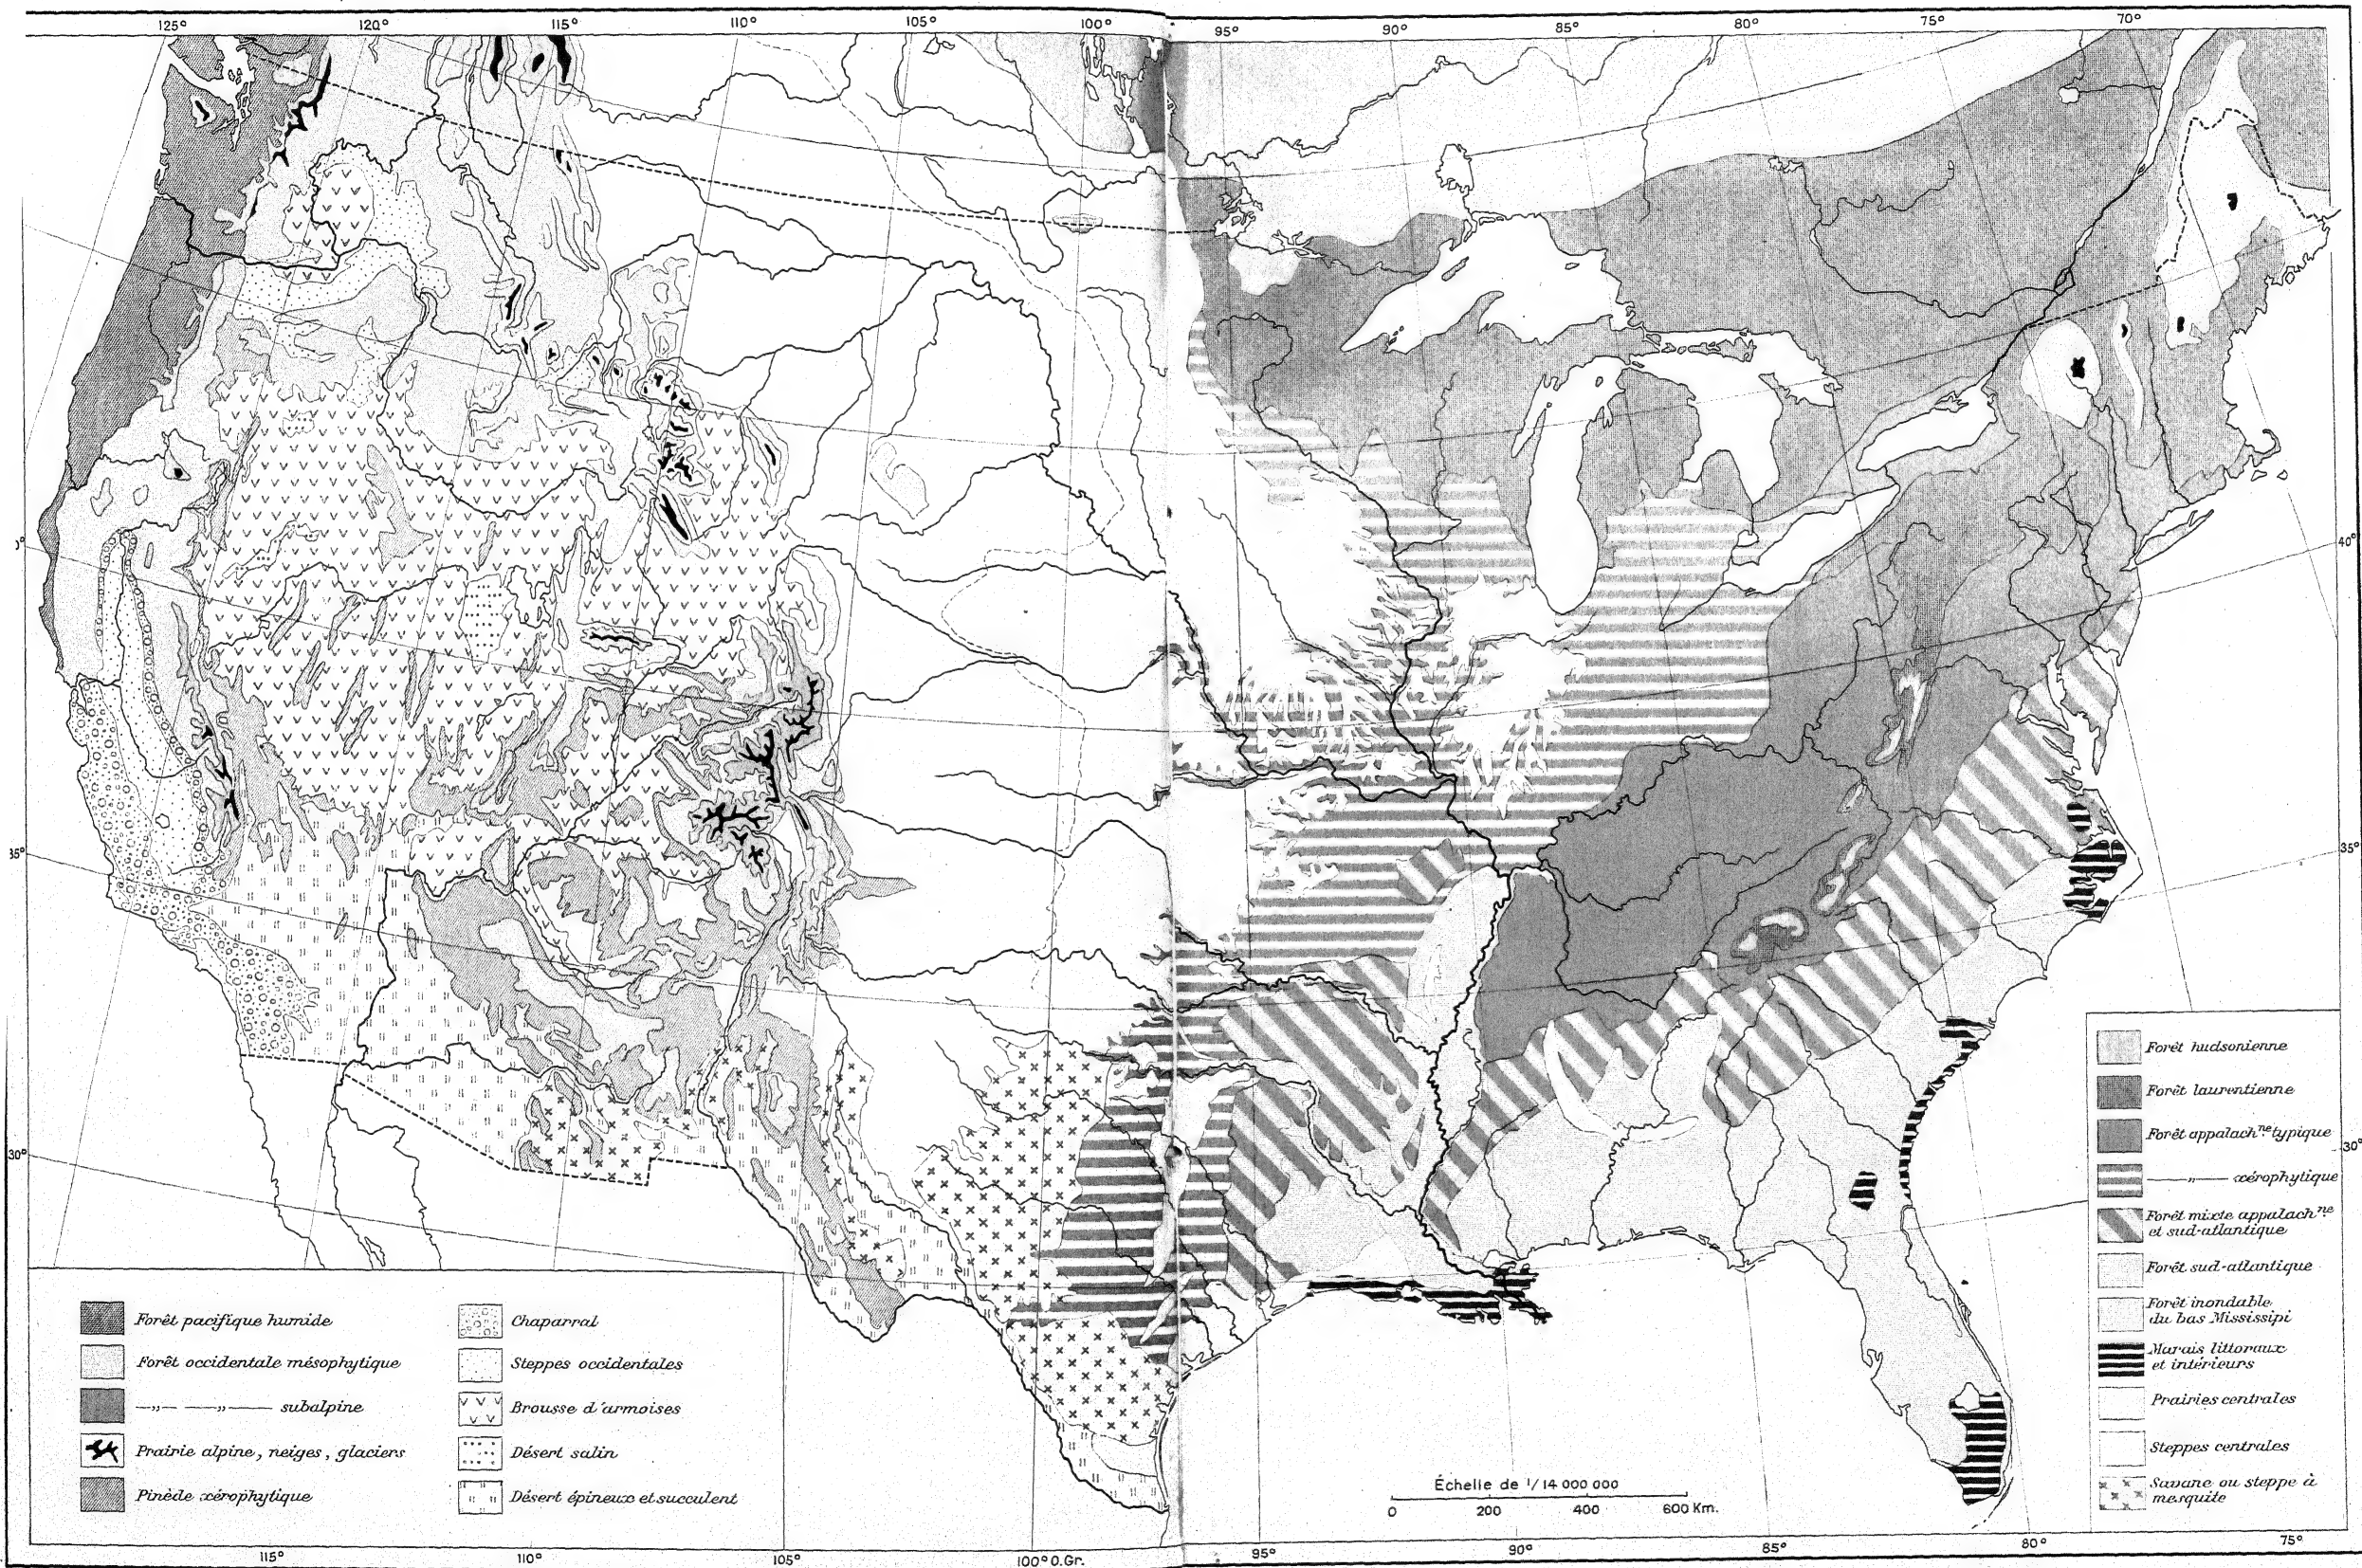 125° 120° 115° 110° 105° 100° 95° 90° 85° 80° 75° 70°
40°
35° 35°
30° 30°
Forêt hudsonienne
Forêt laurentienne
Forêt appalach.ne typique
—„— xérophytique
Forêt mixte appalach.ne
et sud-atlantique
Forêt sud-atlantique
Forêt inondable
du bas Mississipi
Marais littoraux
et intérieurs
Prairies centrales
Steppes centrales
Savane ou steppe à
mesquite
Forêt pacifique humide
Forêt occidentale mésophytique
—„— —„— subalpine
Prairie alpine, neiges, glaciers
Pinède xérophytique
Chaparral
Steppes occidentales
Brousse d'armoises
Désert salin
Désert épineux et succulent
Échelle de 1/14 000 000
0 200 400 600 Km.
115° 110° 105° 100° O.Gr. 95° 90° 85° 80° 75°